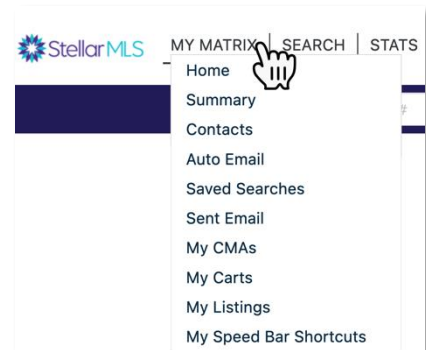 StellarMLS MY MATRIX | SEARCH | STATS
Home
Summary
#
Contacts
Auto Email
Saved Searches
Sent Email
My CMAs
My Carts
My Listings
My Speed Bar Shortcuts